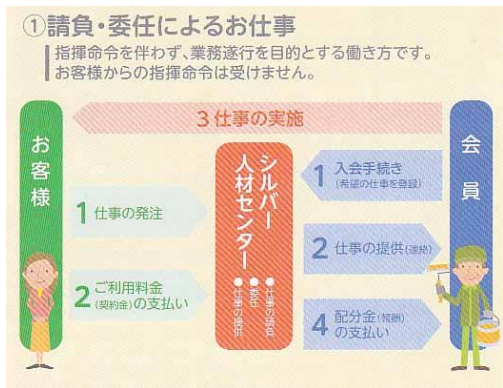 ①請負・委任によるお仕事
指揮命令を伴わず、業務遂行を目的とする働き方です。
お客様からの指揮命令は受けません。
3 仕事の実施
お客様
1 仕事の発注
2 ご利用料金
(契約金)の支払い
シルバー
人材センター
●仕事の請負
●委任
●仕事の提供
会員
1 入会手続き
(希望の仕事を登録)
2 仕事の提供(連絡)
4 配分金(報酬)
の支払い